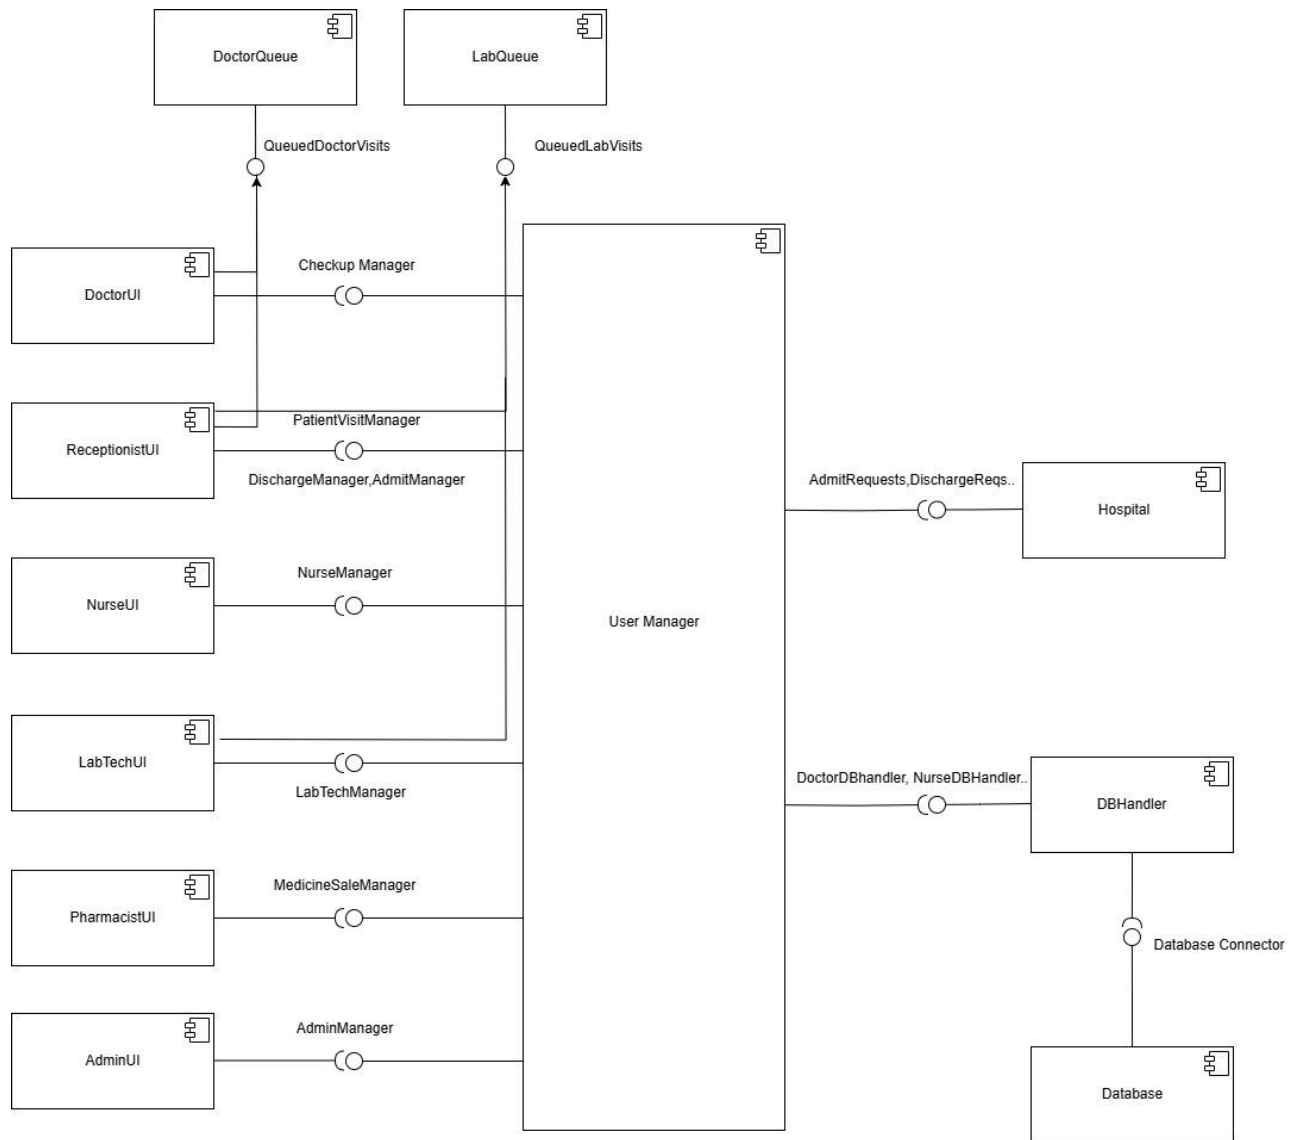 DoctorQueue
LabQueue
QueuedDoctorVisits
QueuedLabVisits
Checkup Manager
DoctorUI
PatientVisitManager
ReceptionistUI
DischargeManager,AdmitManager
AdmitRequests,DischargeReqs..
Hospital
NurseManager
NurseUI
User Manager
LabTechUI
LabTechManager
DoctorDBhandler, NurseDBHandler..
DBHandler
MedicineSaleManager
PharmacistUI
Database Connector
AdminManager
AdminUI
Database